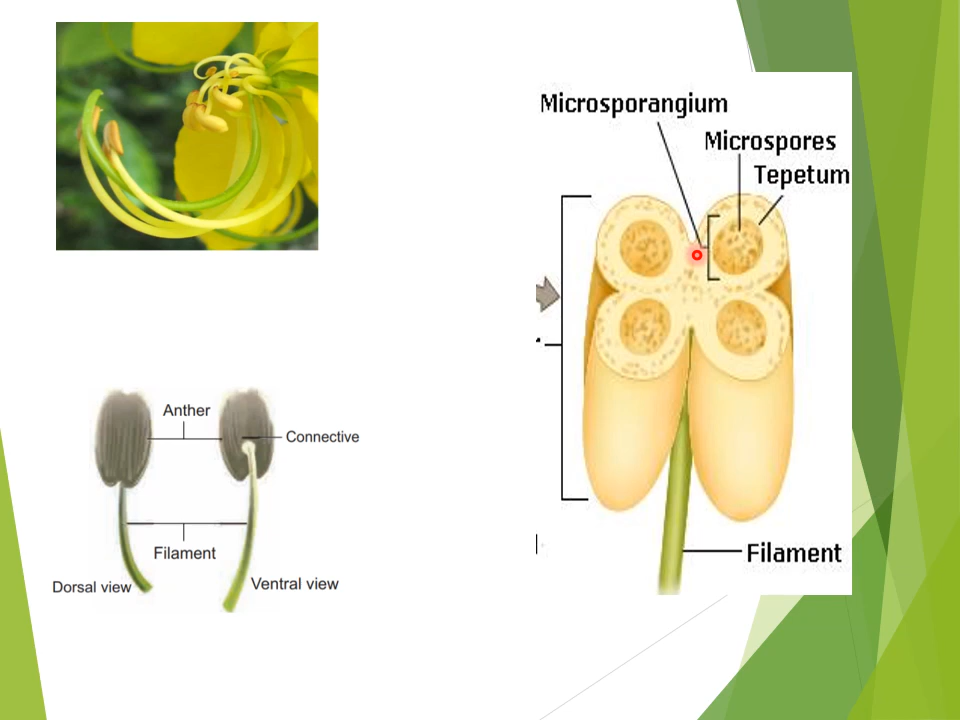 Microsporangium
Microspores
Tepetum
Anther
Connective
Filament
Dorsal view
Ventral view
Filament